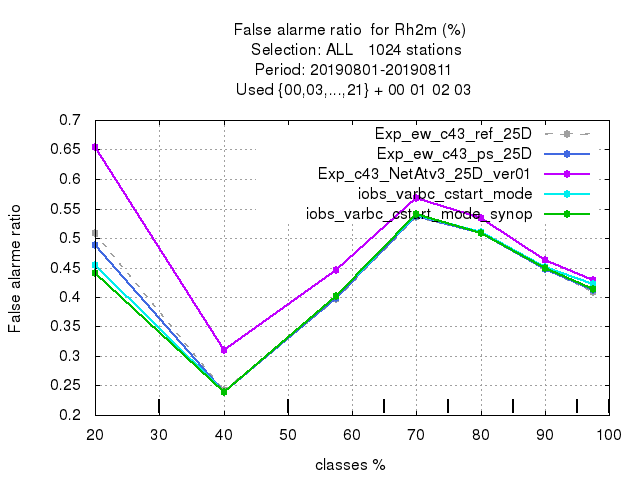 False alarme ratio  for Rh2m (%)
Selection: ALL   1024 stations
Period: 20190801-20190811
Used {00,03,...,21} + 00 01 02 03
Exp_ew_c43_ref_25D
Exp_ew_c43_ps_25D
Exp_c43_NetAtv3_25D_ver01
iobs_varbc_cstart_mode
iobs_varbc_cstart_mode_synop
False alarme ratio
0.7
0.65
0.6
0.55
0.5
0.45
0.4
0.35
0.3
0.25
0.2
20 30 40 50 60 70 80 90 100
classes %